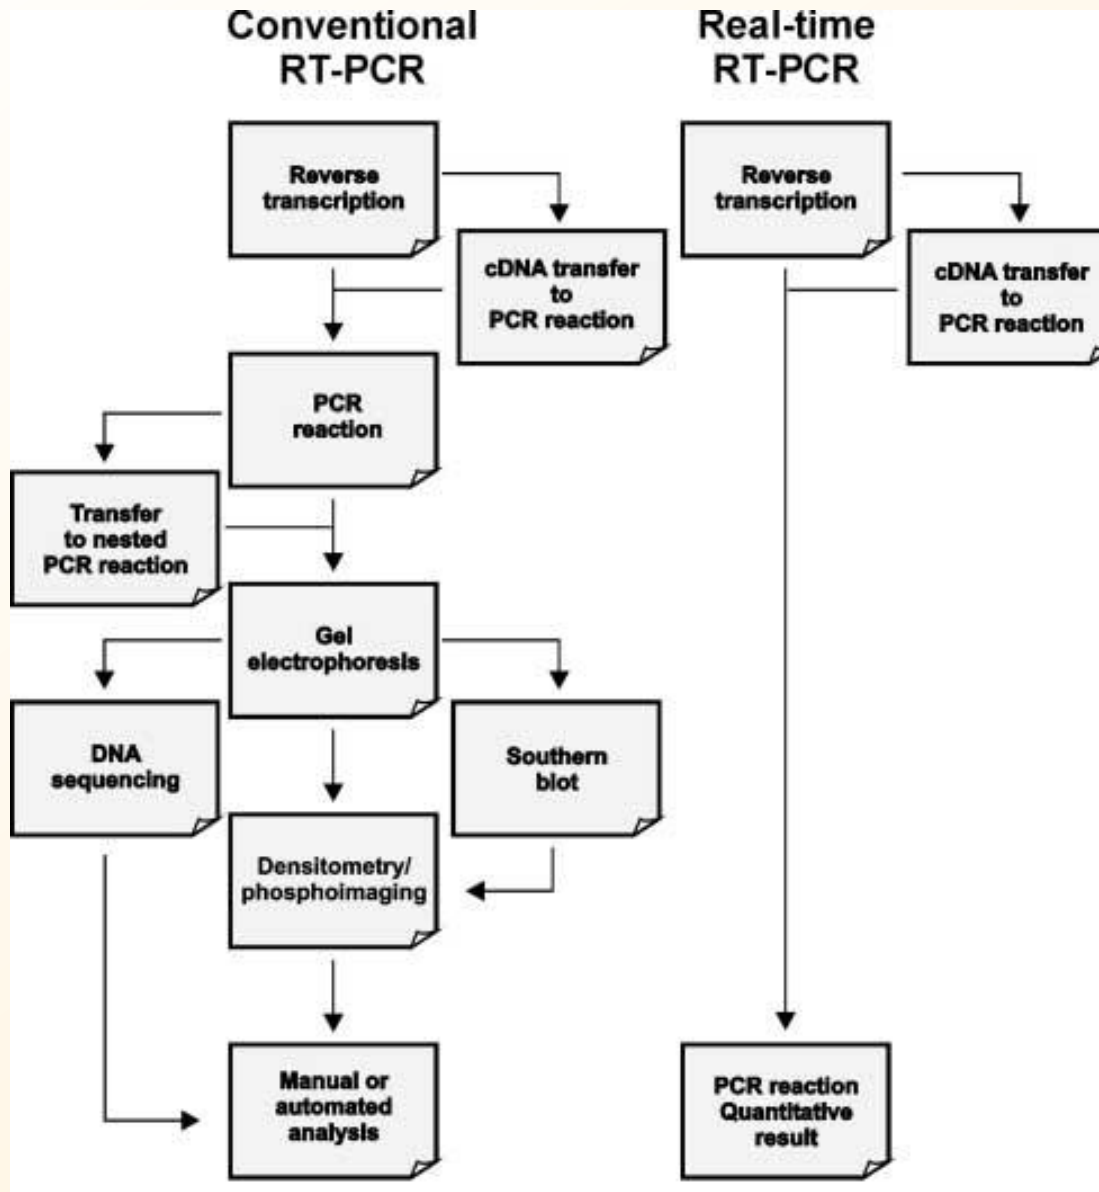 Conventional
RT-PCR
Real-time
RT-PCR
Reverse
transcription
cDNA transfer
to
PCR reaction
PCR
reaction
Transfer
to nested
PCR reaction
Gel
electrophoresis
DNA
sequencing
Southern
blot
Densitometry/
phosphoimaging
Manual or
automated
analysis
Reverse
transcription
cDNA transfer
to
PCR reaction
PCR reaction
Quantitative
result